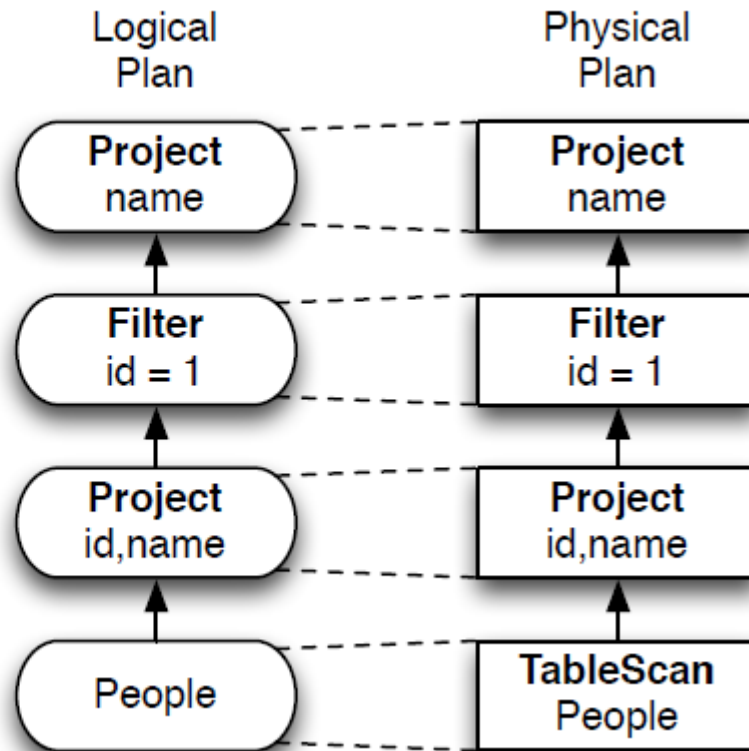 Logical
Plan
Physical
Plan
Project
name
Project
name
Filter
id = 1
Filter
id = 1
Project
id,name
Project
id,name
People
TableScan
People